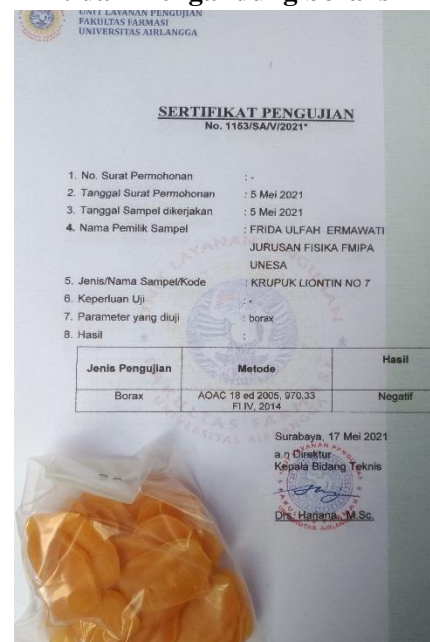 UNIT LAYANAN PENGUJIAN
FAKULTAS FARMASI
UNIVERSITAS AIRLANGGA
SERTIFIKAT PENGUJIAN
No. 1153/SA/V/2021*
1. No. Surat Permohonan : -
2. Tanggal Surat Permohonan : 5 Mei 2021
3. Tanggal Sampel dikerjakan : 5 Mei 2021
4. Nama Pemilik Sampel : FRIDA ULFAH ERMAWATI
JURUSAN FISIKA FMIPA
UNESA
5. Jenis/Nama Sampel/Kode : KRUPUK LIONTIN NO 7
6. Keperluan Uji : -
7. Parameter yang diuji : borax
8. Hasil :
Jenis Pengujian Metode Hasil
Borax AOAC 18 ed 2005, 970.33 Negatif
FI IV, 2014
Surabaya, 17 Mei 2021
a.n Direktur
Kepala Bidang Teknis
Drs. Hariana, M.Sc.